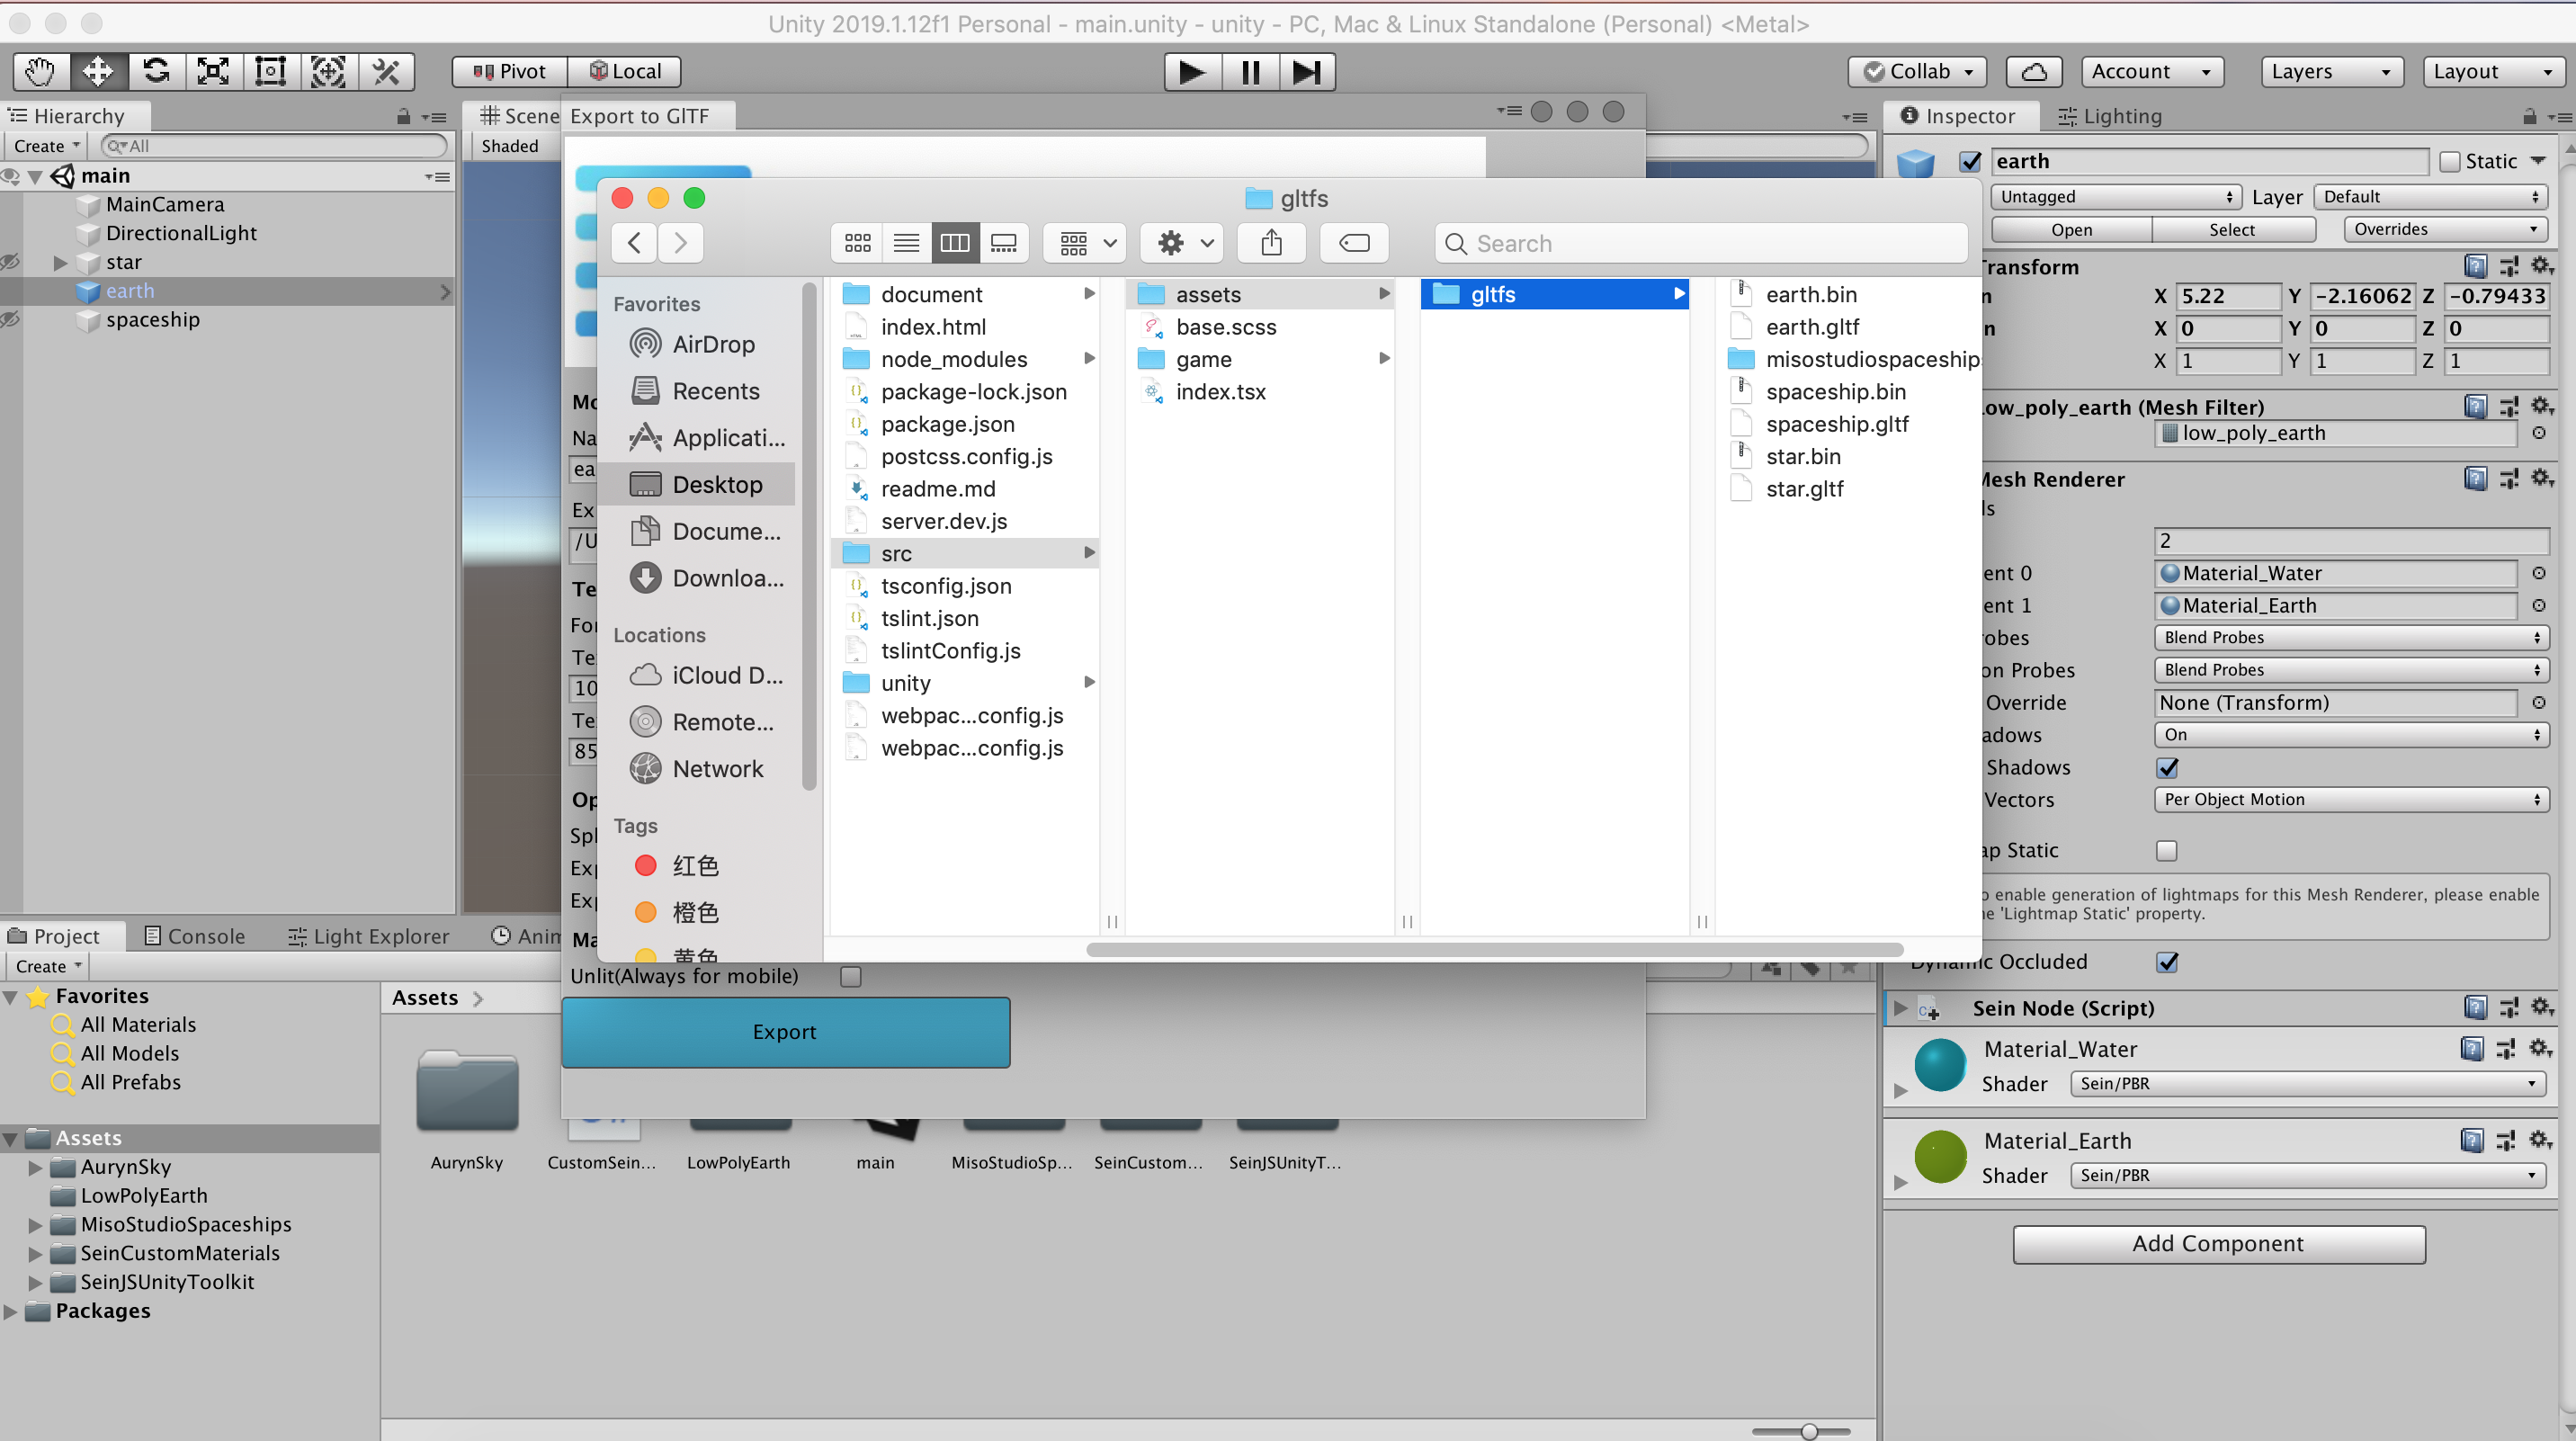 Unity 2019.1.12f1 Personal - main.unity - unity - PC, Mac & Linux Standalone (Personal) <Metal>
Pivot
Local
Collab
Account
Layers
Layout
Hierarchy
Create
All
main
MainCamera
DirectionalLight
star
earth
spaceship
Scene
Shaded
Export to GlTF
Mo
Na
ea
Ex
/U
Te
For
Te
10
Te
85
Op
Spl
Exp
Exp
Ma
Unlit(Always for mobile)
Export
gltfs
Search
Favorites
AirDrop
Recents
Applicati...
Desktop
Docume...
Downloa...
Locations
iCloud D...
Remote...
Network
Tags
红色
橙色
黄色
document
index.html
node_modules
package-lock.json
package.json
postcss.config.js
readme.md
server.dev.js
src
tsconfig.json
tslint.json
tslintConfig.js
unity
webpac...config.js
webpac...config.js
assets
base.scss
game
index.tsx
gltfs
earth.bin
earth.gltf
misostudiospaceship
spaceship.bin
spaceship.gltf
star.bin
star.gltf
Inspector
Lighting
earth
Static
Untagged
Layer
Default
Open
Select
Overrides
Transform
n X 5.22 Y -2.16062 Z -0.79433
n X 0 Y 0 Z 0
X 1 Y 1 Z 1
low_poly_earth (Mesh Filter)
low_poly_earth
Mesh Renderer
ls
2
ent 0 Material_Water
ent 1 Material_Earth
obes Blend Probes
on Probes Blend Probes
Override None (Transform)
adows On
Shadows
Vectors Per Object Motion
ap Static
o enable generation of lightmaps for this Mesh Renderer, please enable
he 'Lightmap Static' property.
Dynamic Occluded
Sein Node (Script)
Material_Water
Shader Sein/PBR
Material_Earth
Shader Sein/PBR
Add Component
Project
Console
Light Explorer
Anim
Create
Favorites
All Materials
All Models
All Prefabs
Assets
AurynSky
LowPolyEarth
MisoStudioSpaceships
SeinCustomMaterials
SeinJSUnityToolkit
Packages
Assets
AurynSky
CustomSein...
LowPolyEarth
main
MisoStudioSp...
SeinCustom...
SeinJSUnityT...